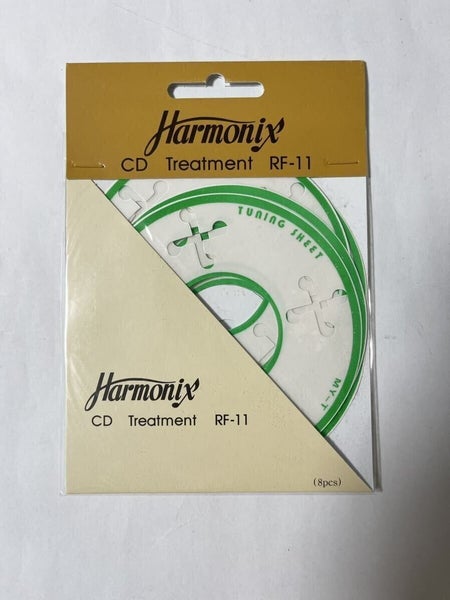 Harmonix
CD Treatment RF-11
TUNING SHEET
MY-T
Harmonix
CD Treatment RF-11
(8pcs)